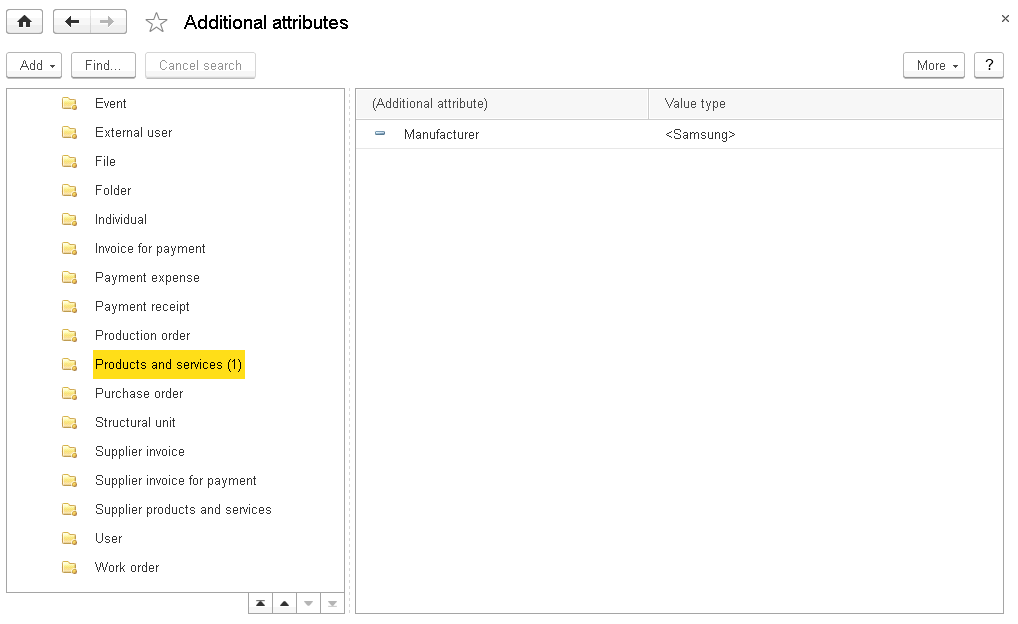 Additional attributes
×
Add
Find...
Cancel search
More
?
Event
External user
File
Folder
Individual
Invoice for payment
Payment expense
Payment receipt
Production order
Products and services (1)
Purchase order
Structural unit
Supplier invoice
Supplier invoice for payment
Supplier products and services
User
Work order
(Additional attribute) Value type
Manufacturer <Samsung>